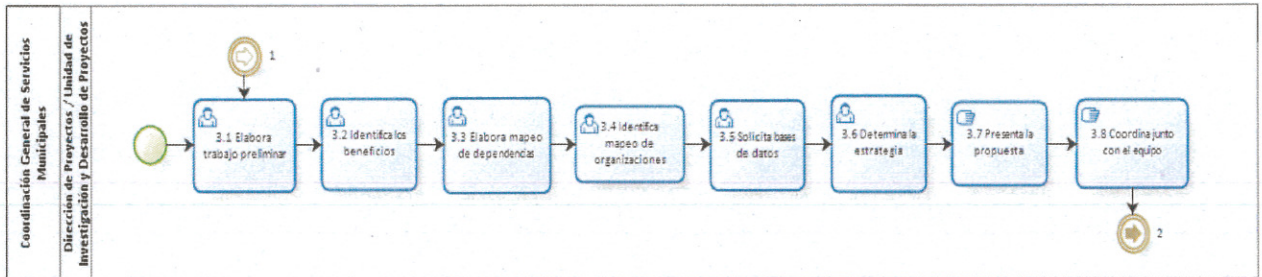 Coordinación General de Servicios
Municipales
Dirección de Proyectos / Unidad de
Investigación y Desarrollo de Proyectos
1
3.1 Elabora
trabajo preliminar
3.2 Identifica los
beneficios
3.3 Elabora mapeo
de dependencias
3.4 Identifica
mapeo de
organizaciones
3.5 Solicita bases
de datos
3.6 Determina la
estrategia
3.7 Presenta la
propuesta
3.8 Coordina junto
con el equipo
2